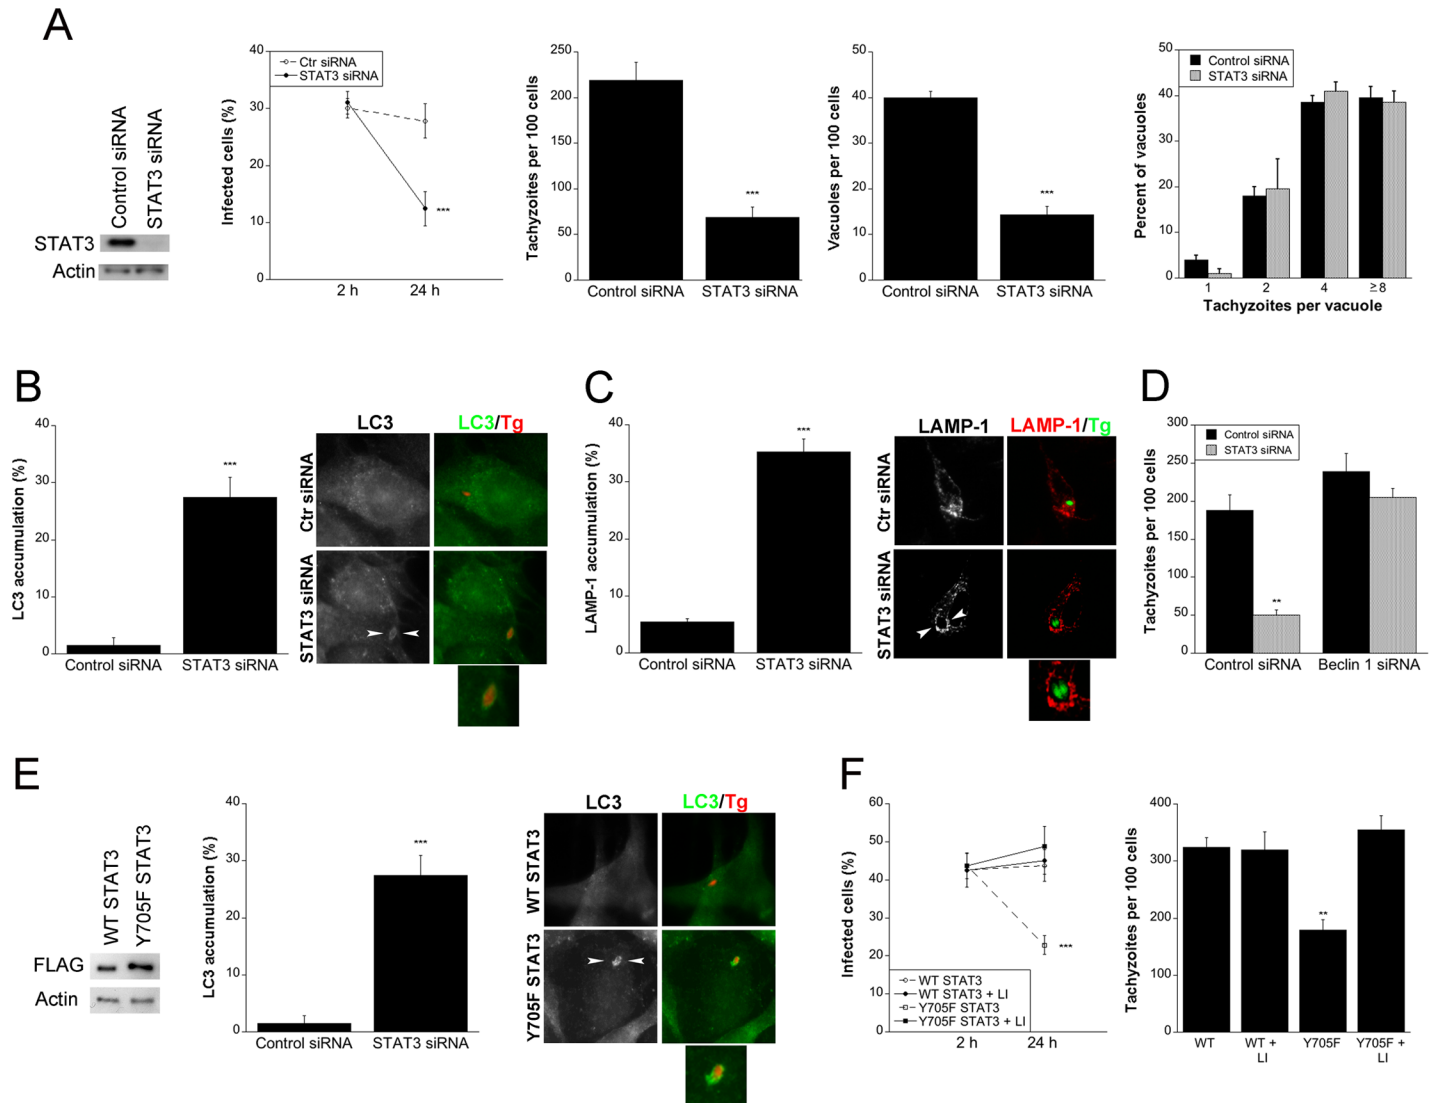 A
Control siRNA
STAT3 siRNA
STAT3
Actin
Infected cells (%)
40
30
20
10
0
Ctr siRNA
STAT3 siRNA
***
2 h
24 h
Tachyzoites per 100 cells
250
200
150
100
50
0
***
Control siRNA
STAT3 siRNA
Vacuoles per 100 cells
50
40
30
20
10
0
***
Control siRNA
STAT3 siRNA
Percent of vacuoles
50
40
30
20
10
0
Control siRNA
STAT3 siRNA
1
2
4
≥8
Tachyzoites per vacuole
B
LC3 accumulation (%)
40
30
20
10
0
***
Control siRNA
STAT3 siRNA
LC3
LC3/Tg
Ctr siRNA
STAT3 siRNA
C
LAMP-1 accumulation (%)
40
30
20
10
0
***
Control siRNA
STAT3 siRNA
LAMP-1
LAMP-1/Tg
Ctr siRNA
STAT3 siRNA
D
Tachyzoites per 100 cells
300
250
200
150
100
50
0
Control siRNA
STAT3 siRNA
**
Control siRNA
Beclin 1 siRNA
E
WT STAT3
Y705F STAT3
FLAG
Actin
LC3 accumulation (%)
40
30
20
10
0
***
Control siRNA
STAT3 siRNA
LC3
LC3/Tg
WT STAT3
Y705F STAT3
F
Infected cells (%)
60
50
40
30
20
10
0
***
WT STAT3
WT STAT3 + LI
Y705F STAT3
Y705F STAT3 + LI
2 h
24 h
Tachyzoites per 100 cells
400
300
200
100
0
**
WT
WT +
LI
Y705F
Y705F +
LI